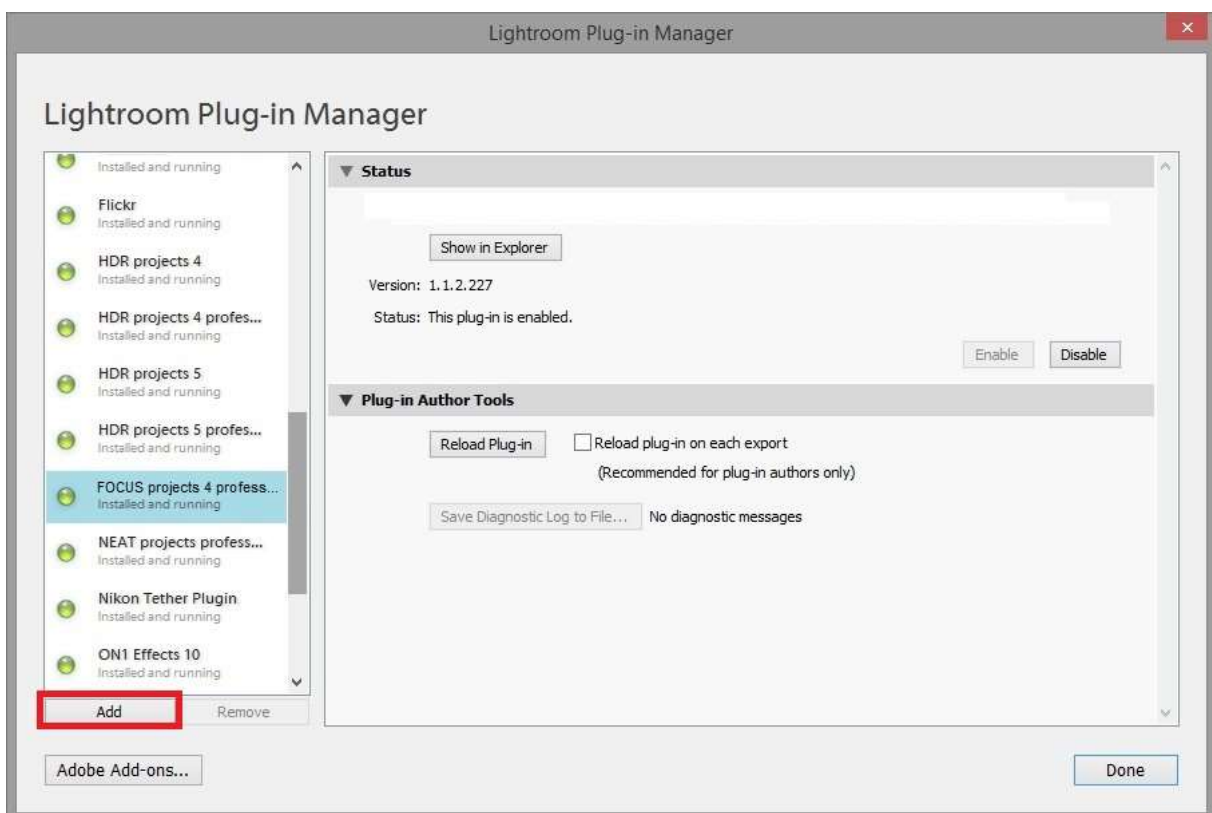 Lightroom Plug-in Manager
Lightroom Plug-in Manager
Installed and running
Flickr
Installed and running
HDR projects 4
Installed and running
HDR projects 4 profes...
Installed and running
HDR projects 5
Installed and running
HDR projects 5 profes...
Installed and running
FOCUS projects 4 profess...
Installed and running
NEAT projects profess...
Installed and running
Nikon Tether Plugin
Installed and running
ON1 Effects 10
Installed and running
Add Remove
Status
Show in Explorer
Version: 1.1.2.227
Status: This plug-in is enabled.
Enable Disable
Plug-in Author Tools
Reload Plug-in Reload plug-in on each export
(Recommended for plug-in authors only)
Save Diagnostic Log to File... No diagnostic messages
Adobe Add-ons... Done